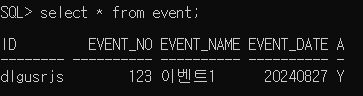 SQL> select * from event;
ID EVENT_NO EVENT_NAME EVENT_DATE A
-------- ---------- ---------- ---------- -
dlgusrjs 123 이벤트1 20240827 Y